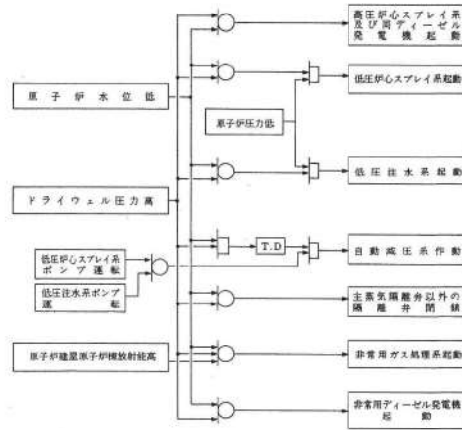 高圧炉心スプレイ系
及び同ディーゼル
発電機起動
低圧炉心スプレイ系起動
原子炉水位低
原子炉圧力低
低圧注水系起動
ドライウェル圧力高
T.D
自動減圧系作動
低圧炉心スプレイ系
ポンプ運転
低圧注水系ポンプ
運転
主蒸気隔離弁以外の
隔離弁閉鎖
原子炉建屋原子炉棟放射能高
非常用ガス処理系起動
非常用ディーゼル発電機
起動